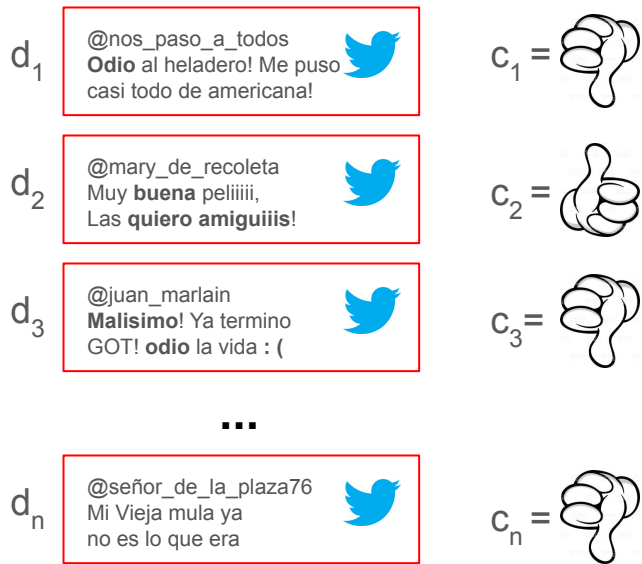 d1
@nos_paso_a_todos
Odio al heladero! Me puso
casi todo de americana!
c1 =
d2
@mary_de_recoleta
Muy buena peliiiii,
Las quiero amiguiiis!
c2 =
d3
@juan_marlain
Malisimo! Ya termino
GOT! odio la vida : (
c3=
...
dn
@señor_de_la_plaza76
Mi Vieja mula ya
no es lo que era
cn =